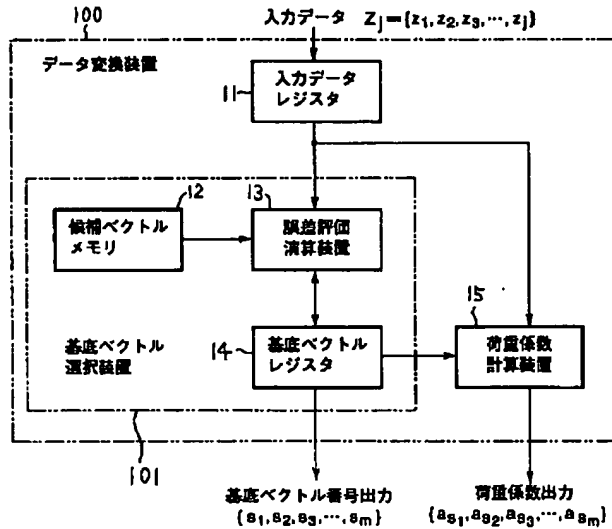 入力データ Zj={z1,z2,z3,…,zj}
100
データ変換装置
11
入力データ
レジスタ
12
候補ベクトル
メモリ
13
誤差評価
演算装置
基底ベクトル
選択装置
14
基底ベクトル
レジスタ
15
荷重係数
計算装置
101
基底ベクトル番号出力
{s1,s2,s3,…,sm}
荷重係数出力
{as1,as2,as3,…,asm}